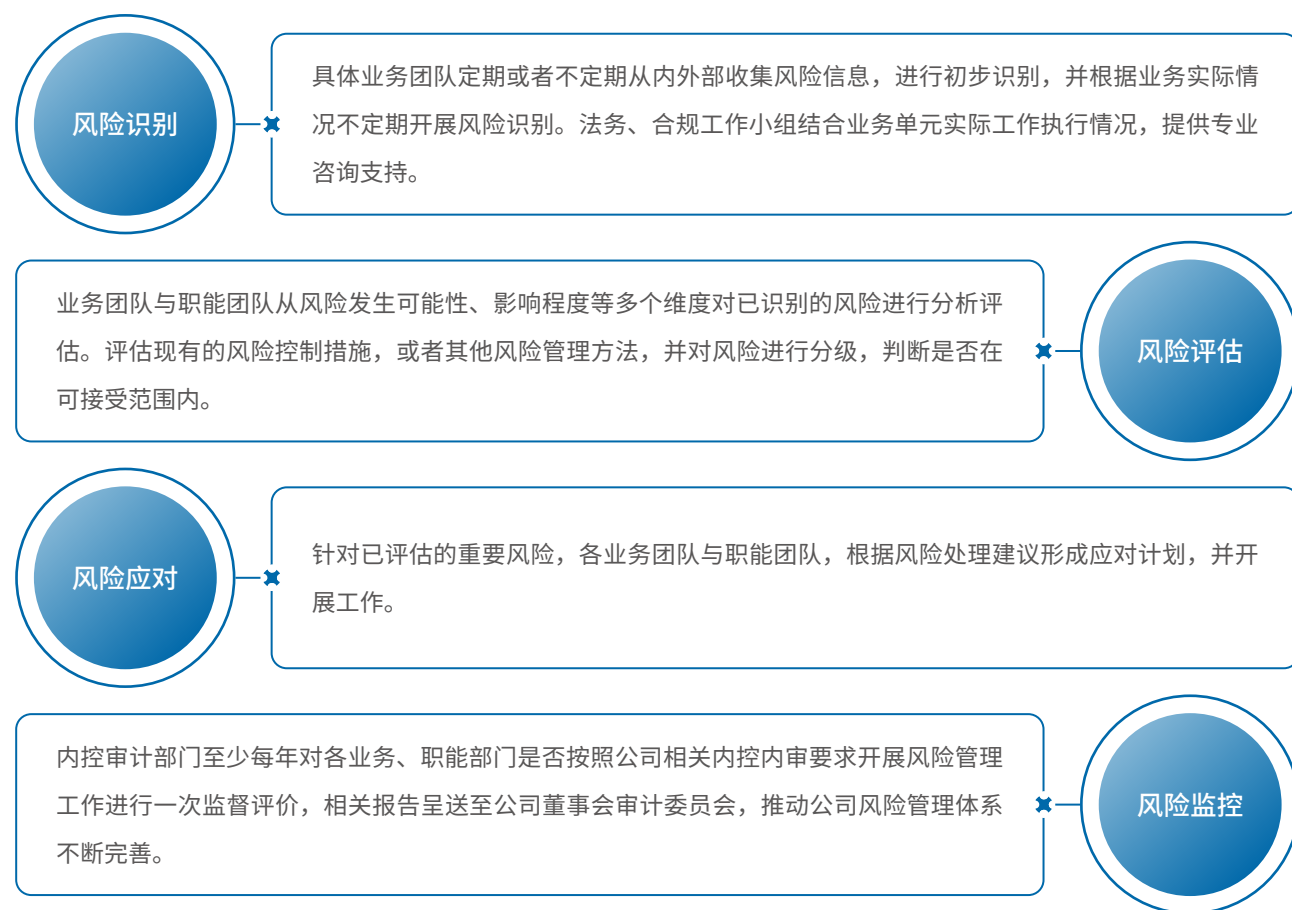 风险识别
具体业务团队定期或者不定期从内外部收集风险信息，进行初步识别，并根据业务实际情
况不定期开展风险识别。法务、合规工作小组结合业务单元实际工作执行情况，提供专业
咨询支持。
业务团队与职能团队从风险发生可能性、影响程度等多个维度对已识别的风险进行分析评
估。评估现有的风险控制措施，或者其他风险管理方法，并对风险进行分级，判断是否在
可接受范围内。
风险评估
风险应对
针对已评估的重要风险，各业务团队与职能团队，根据风险处理建议形成应对计划，并开
展工作。
内控审计部门至少每年对各业务、职能部门是否按照公司相关内控内审要求开展风险管理
工作进行一次监督评价，相关报告呈送至公司董事会审计委员会，推动公司风险管理体系
不断完善。
风险监控